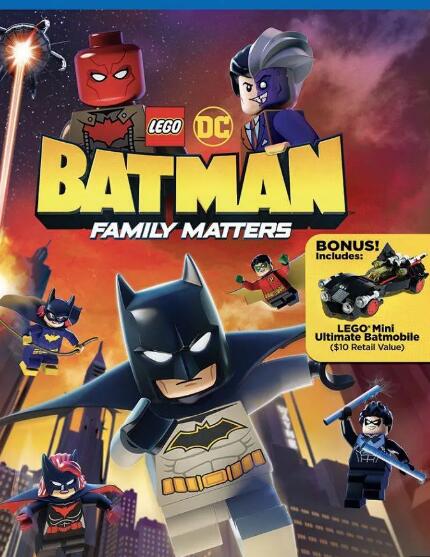 LEGO DC
BATMAN
FAMILY MATTERS
BONUS!
Includes:
LEGO® Mini
Ultimate Batmobile
($10 Retail Value)